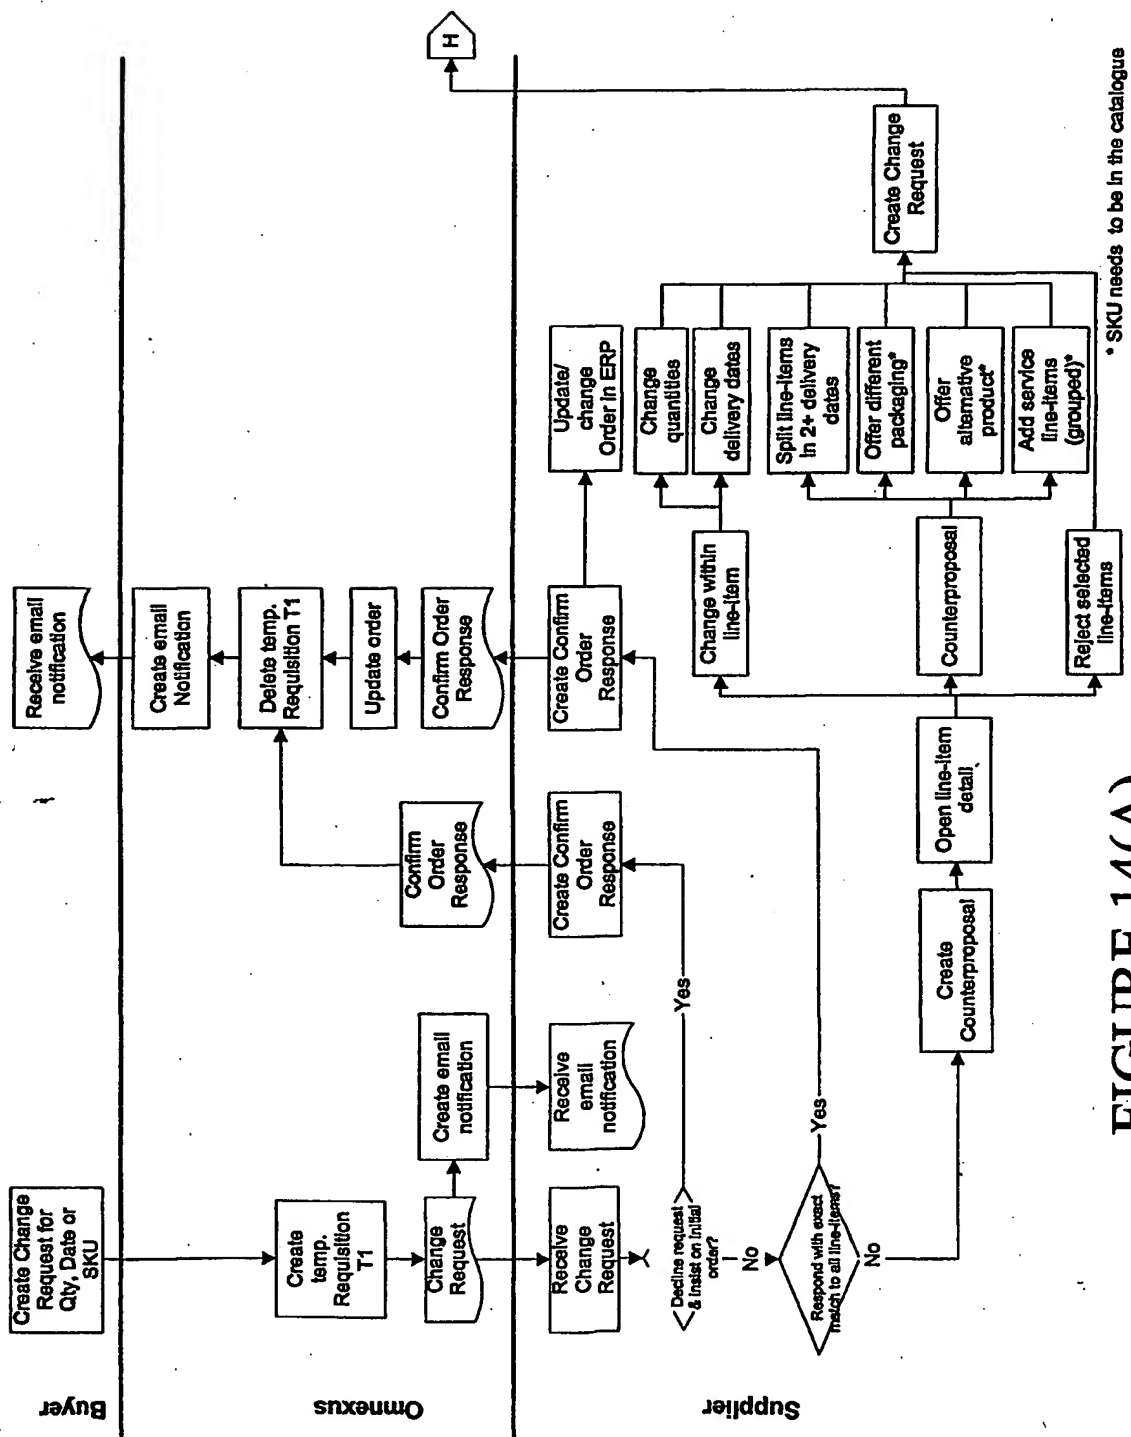 Buyer
Create Change
Request for
Qty, Date or
SKU
Receive email
notification
Omnexus
Create
temp.
Requisition
T1
Change
Request
Create email
notification
Confirm
Order
Response
Create email
Notification
Delete temp.
Requisition T1
Update order
Confirm Order
Response
H
Supplier
Receive
Change
Request
Receive
email
notification
Decline request
& insist on initial
order?
Yes
No
Respond with exact
match to all line-items?
Yes
No
Create Confirm
Order
Response
Create Confirm
Order
Response
Update/
change
Order in ERP
Create
Counterproposal
Open line-item
detail
Change within
line-item
Counterproposal
Reject selected
line-items
Change
quantities
Change
delivery dates
Split line-items
in 2+ delivery
dates
Offer different
packaging*
Offer
alternative
product*
Add service
line-items
(grouped)*
Create Change
Request
* SKU needs to be in the catalogue
FIGURE 14(A)